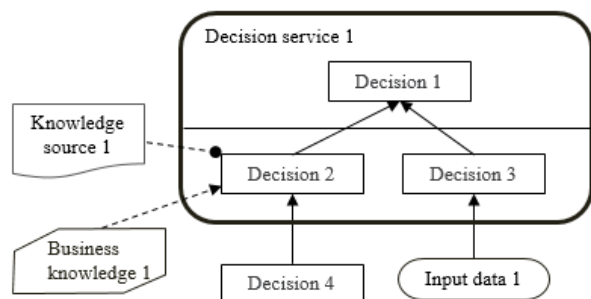 Decision service 1
Decision 1
Knowledge
source 1
Decision 2
Decision 3
Business
knowledge 1
Decision 4
Input data 1